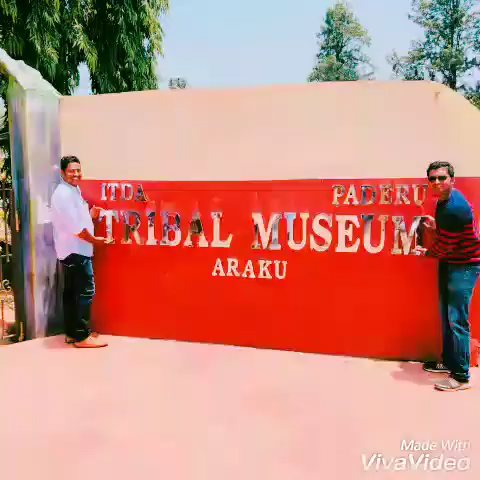 ITDA PADERU
TRIBAL MUSEUM
ARAKU
Made With
VivaVideo